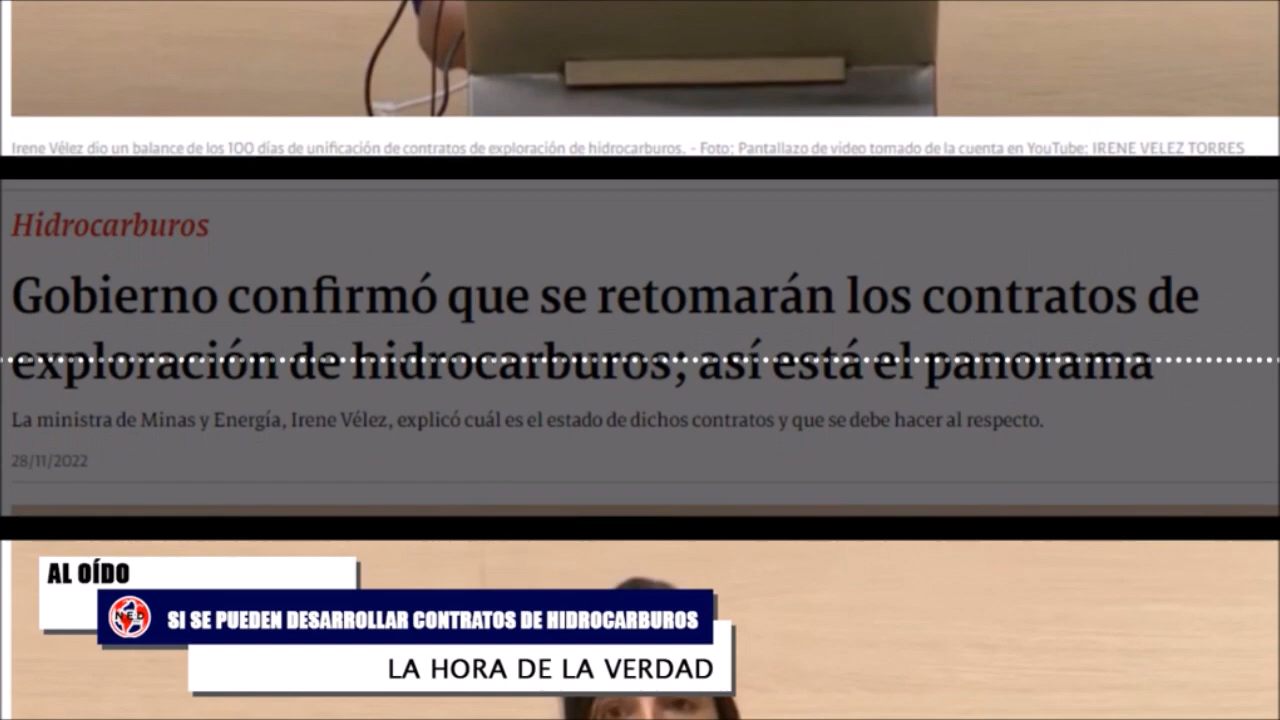 Irene Vélez dio un balance de los 100 días de unificación de contratos de exploración de hidrocarburos. - Foto: Pantallazo de video tomado de la cuenta en YouTube: IRENE VELEZ TORRES
Hidrocarburos
Gobierno confirmó que se retomarán los contratos de
exploración de hidrocarburos; así está el panorama
La ministra de Minas y Energía, Irene Vélez, explicó cuál es el estado de dichos contratos y que se debe hacer al respecto.
28/11/2022
AL OÍDO
SI SE PUEDEN DESARROLLAR CONTRATOS DE HIDROCARBUROS
LA HORA DE LA VERDAD